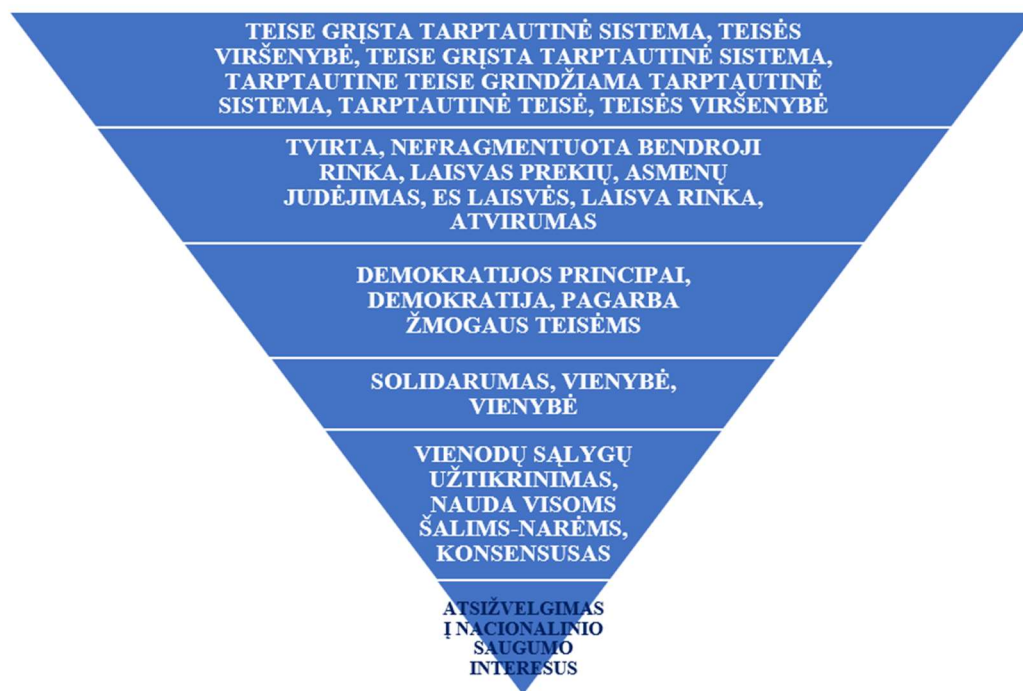 TEISE GRĮSTA TARPTAUTINĖ SISTEMA, TEISĖS
VIRŠENYBĖ, TEISE GRĮSTA TARPTAUTINĖ SISTEMA,
TARPTAUTINE TEISE GRINDŽIAMA TARPTAUTINĖ
SISTEMA, TARPTAUTINĖ TEISĖ, TEISĖS VIRŠENYBĖ
TVIRTA, NEFRAGMENTUOTA BENDROJI
RINKA, LAISVAS PREKIŲ, ASMENŲ
JUDĖJIMAS, ES LAISVĖS, LAISVA RINKA,
ATVIRUMAS
DEMOKRATIJOS PRINCIPAI,
DEMOKRATIJA, PAGARBA
ŽMOGAUS TEISĖMS
SOLIDARUMAS, VIENYBĖ,
VIENYBĖ
VIENODŲ SĄLYGŲ
UŽTIKRINIMAS,
NAUDA VISOMS
ŠALIMS-NARĖMS,
KONSENSUSAS
ATSIŽVELGIMAS
Į NACIONALINIO
SAUGUMO
INTERESUS